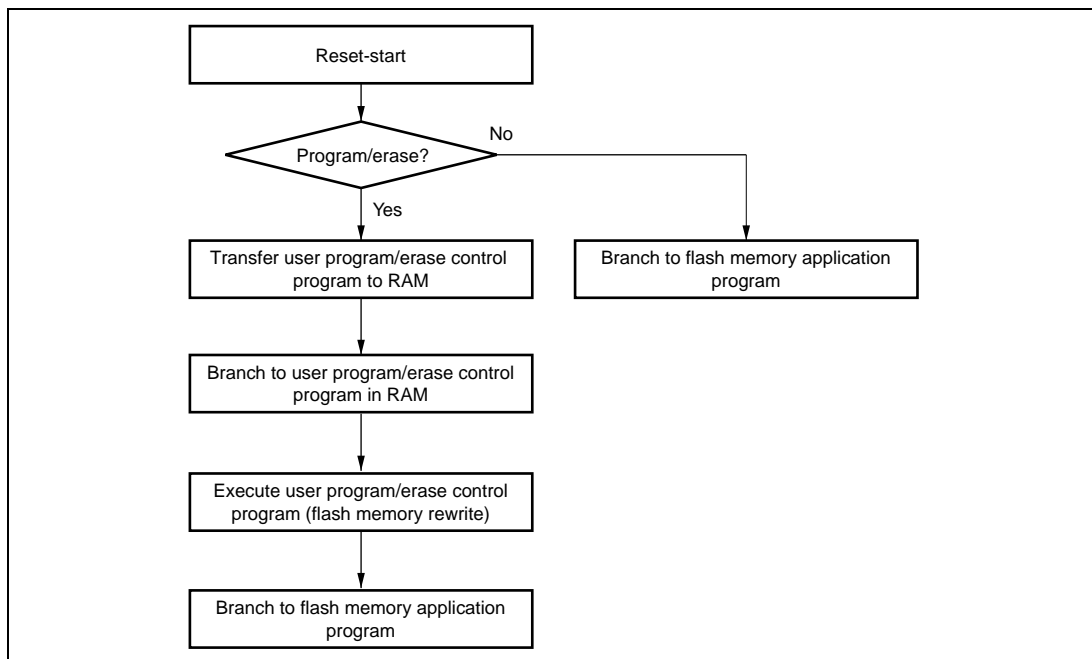 Reset-start
No
Program/erase?
Yes
Transfer user program/erase control
program to RAM
Branch to flash memory application
program
Branch to user program/erase control
program in RAM
Execute user program/erase control
program (flash memory rewrite)
Branch to flash memory application
program